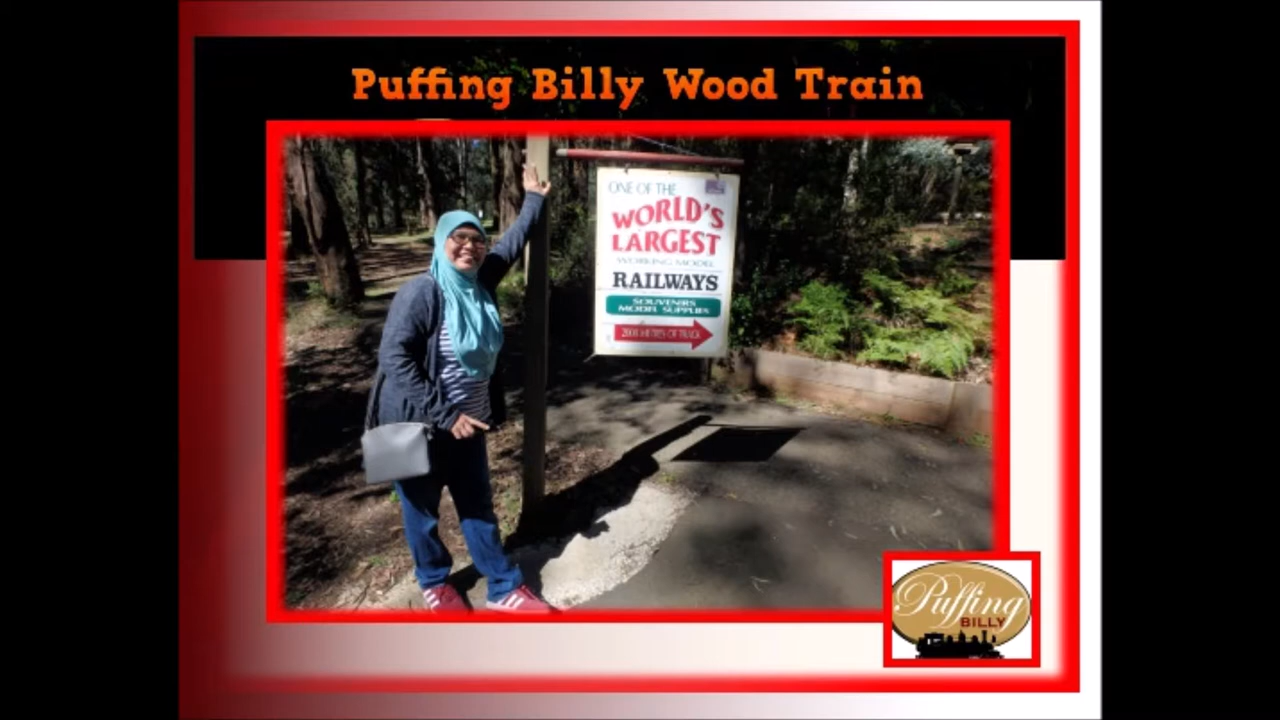 Puffing Billy Wood Train
ONE OF THE
WORLD'S
LARGEST
WORKING MODEL
RAILWAYS
SOUVENIRS
MODEL SUPPLIES
METRES OF TRACK
Puffing
BILLY